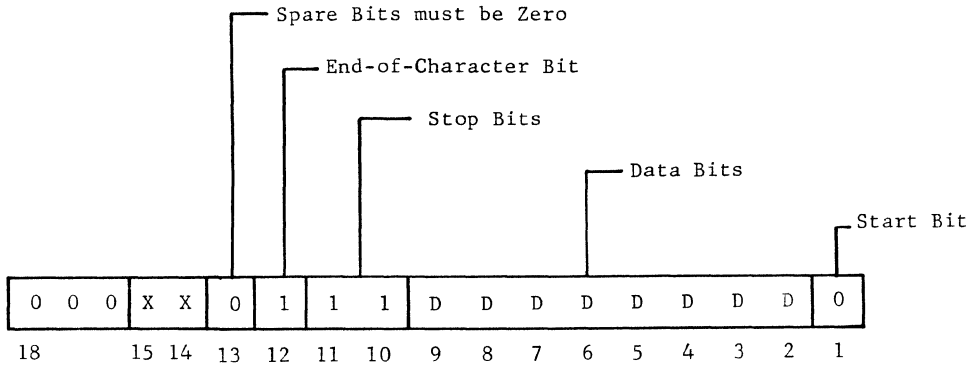 Spare Bits must be Zero
End-of-Character Bit
Stop Bits
Data Bits
Start Bit
0 0 0 X X 0 1 1 1 D D D D D D D D 0
18 15 14 13 12 11 10 9 8 7 6 5 4 3 2 1